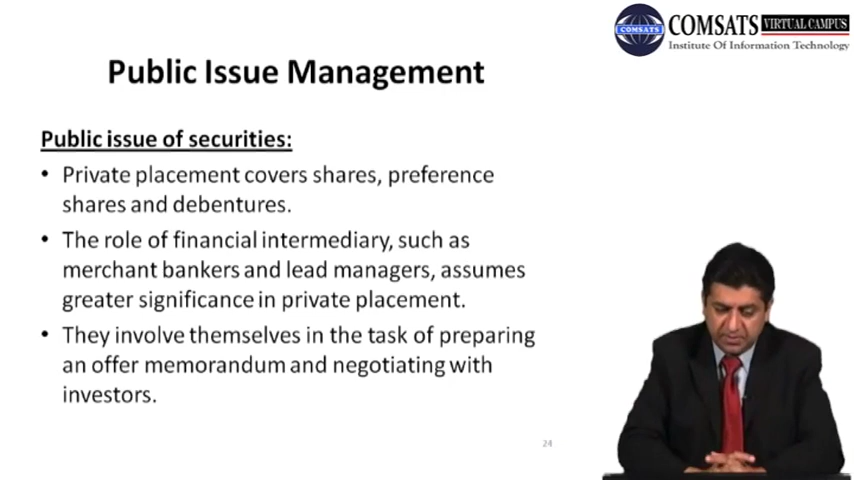 COMSATS
COMSATS VIRTUAL CAMPUS
Institute Of Information Technology
Public Issue Management
Public issue of securities:
• Private placement covers shares, preference
shares and debentures.
• The role of financial intermediary, such as
merchant bankers and lead managers, assumes
greater significance in private placement.
• They involve themselves in the task of preparing
an offer memorandum and negotiating with
investors.
24